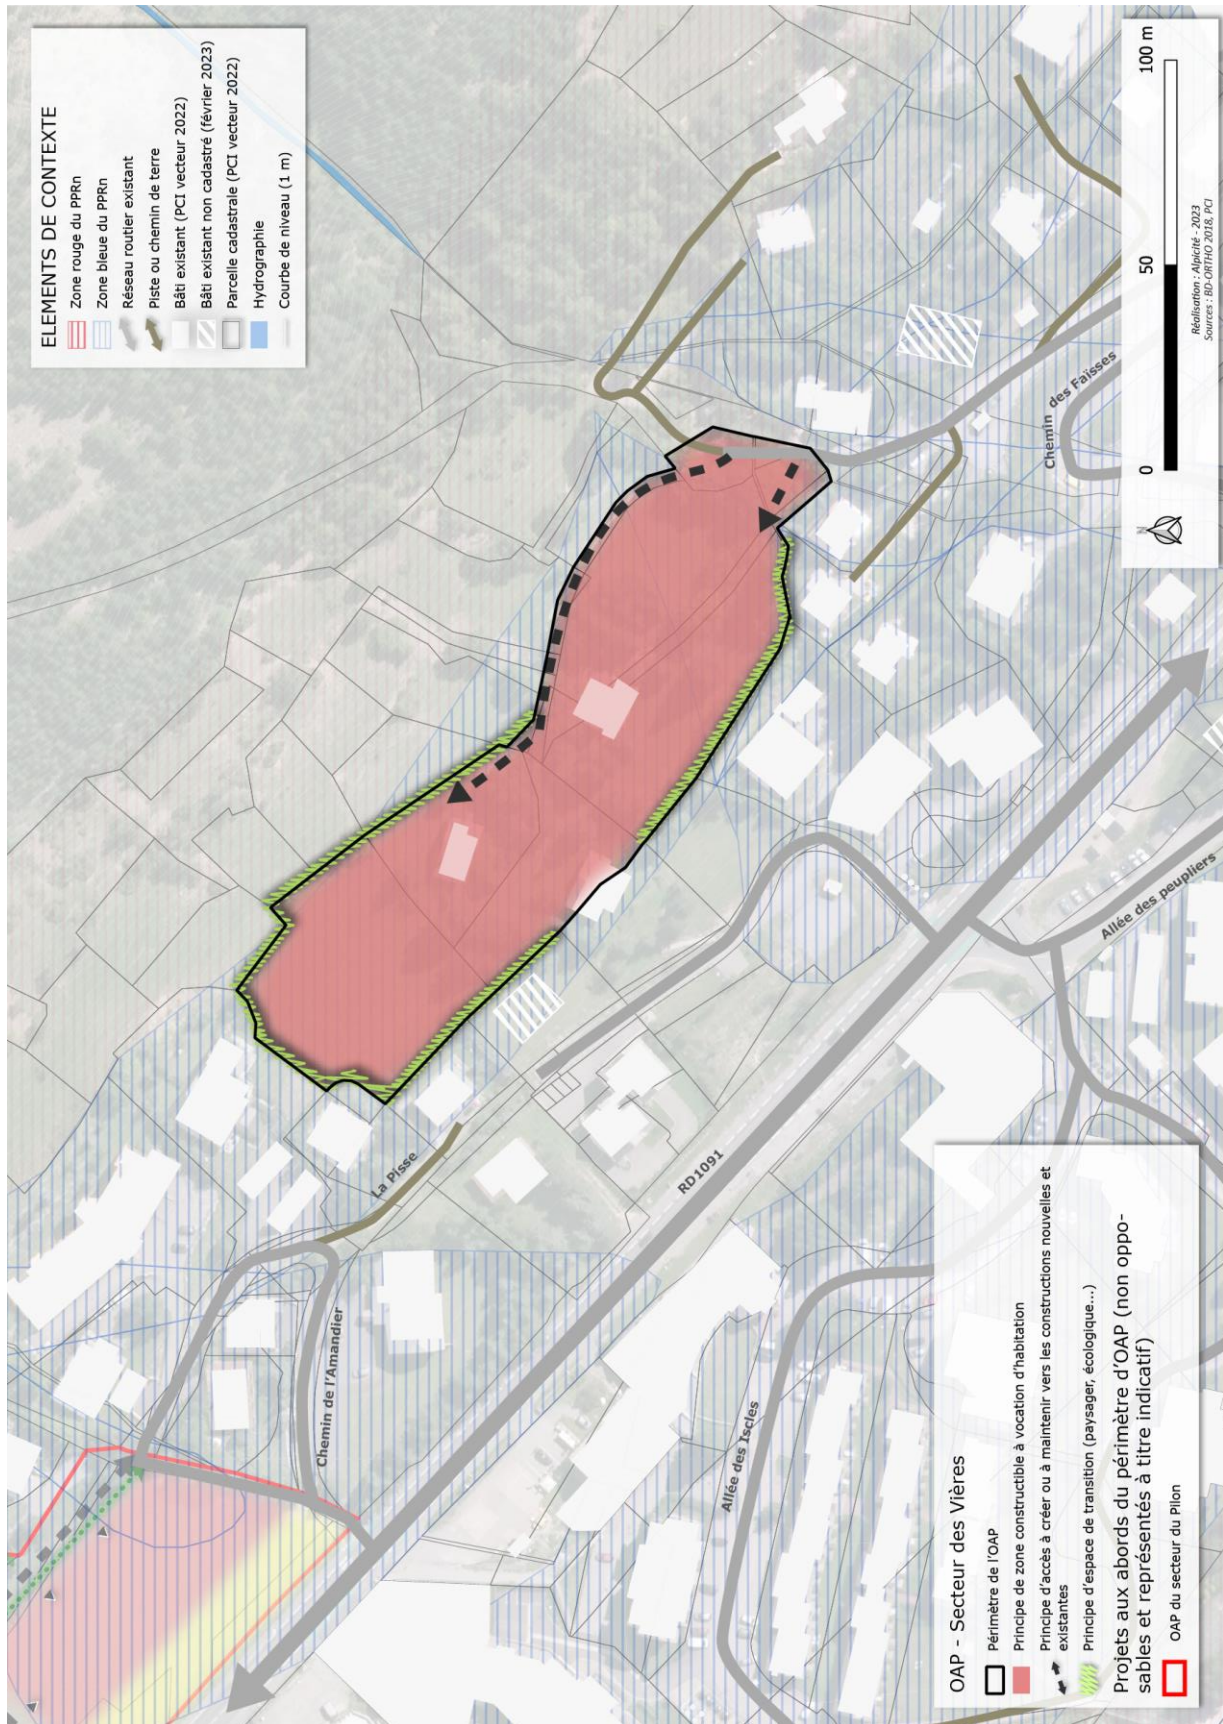 ELEMENTS DE CONTEXTE
Zone rouge du PPRn
Zone bleue du PPRn
Réseau routier existant
Piste ou chemin de terre
Bâti existant (PCI vecteur 2022)
Bâti existant non cadastré (février 2023)
Parcelle cadastrale (PCI vecteur 2022)
Hydrographie
Courbe de niveau (1 m)
La Pisse
Chemin de l'Amandier
RD1091
Allée des Iscles
Allée des peupliers
Chemin des Faïsses
OAP - Secteur des Vières
Périmètre de l'OAP
Principe de zone constructible à vocation d'habitation
Principe d'accès à créer ou à maintenir vers les constructions nouvelles et
existantes
Principe d'espace de transition (paysager, écologique...)
Projets aux abords du périmètre d'OAP (non oppo-
sables et représentés à titre indicatif)
OAP du secteur du Pilon
N
0 50 100 m
Réalisation : Alpicité - 2023
Sources : BD-ORTHO 2018, PCI